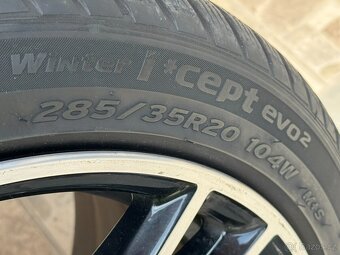 Winter i*cept evo2
285/35R20 104W M+S